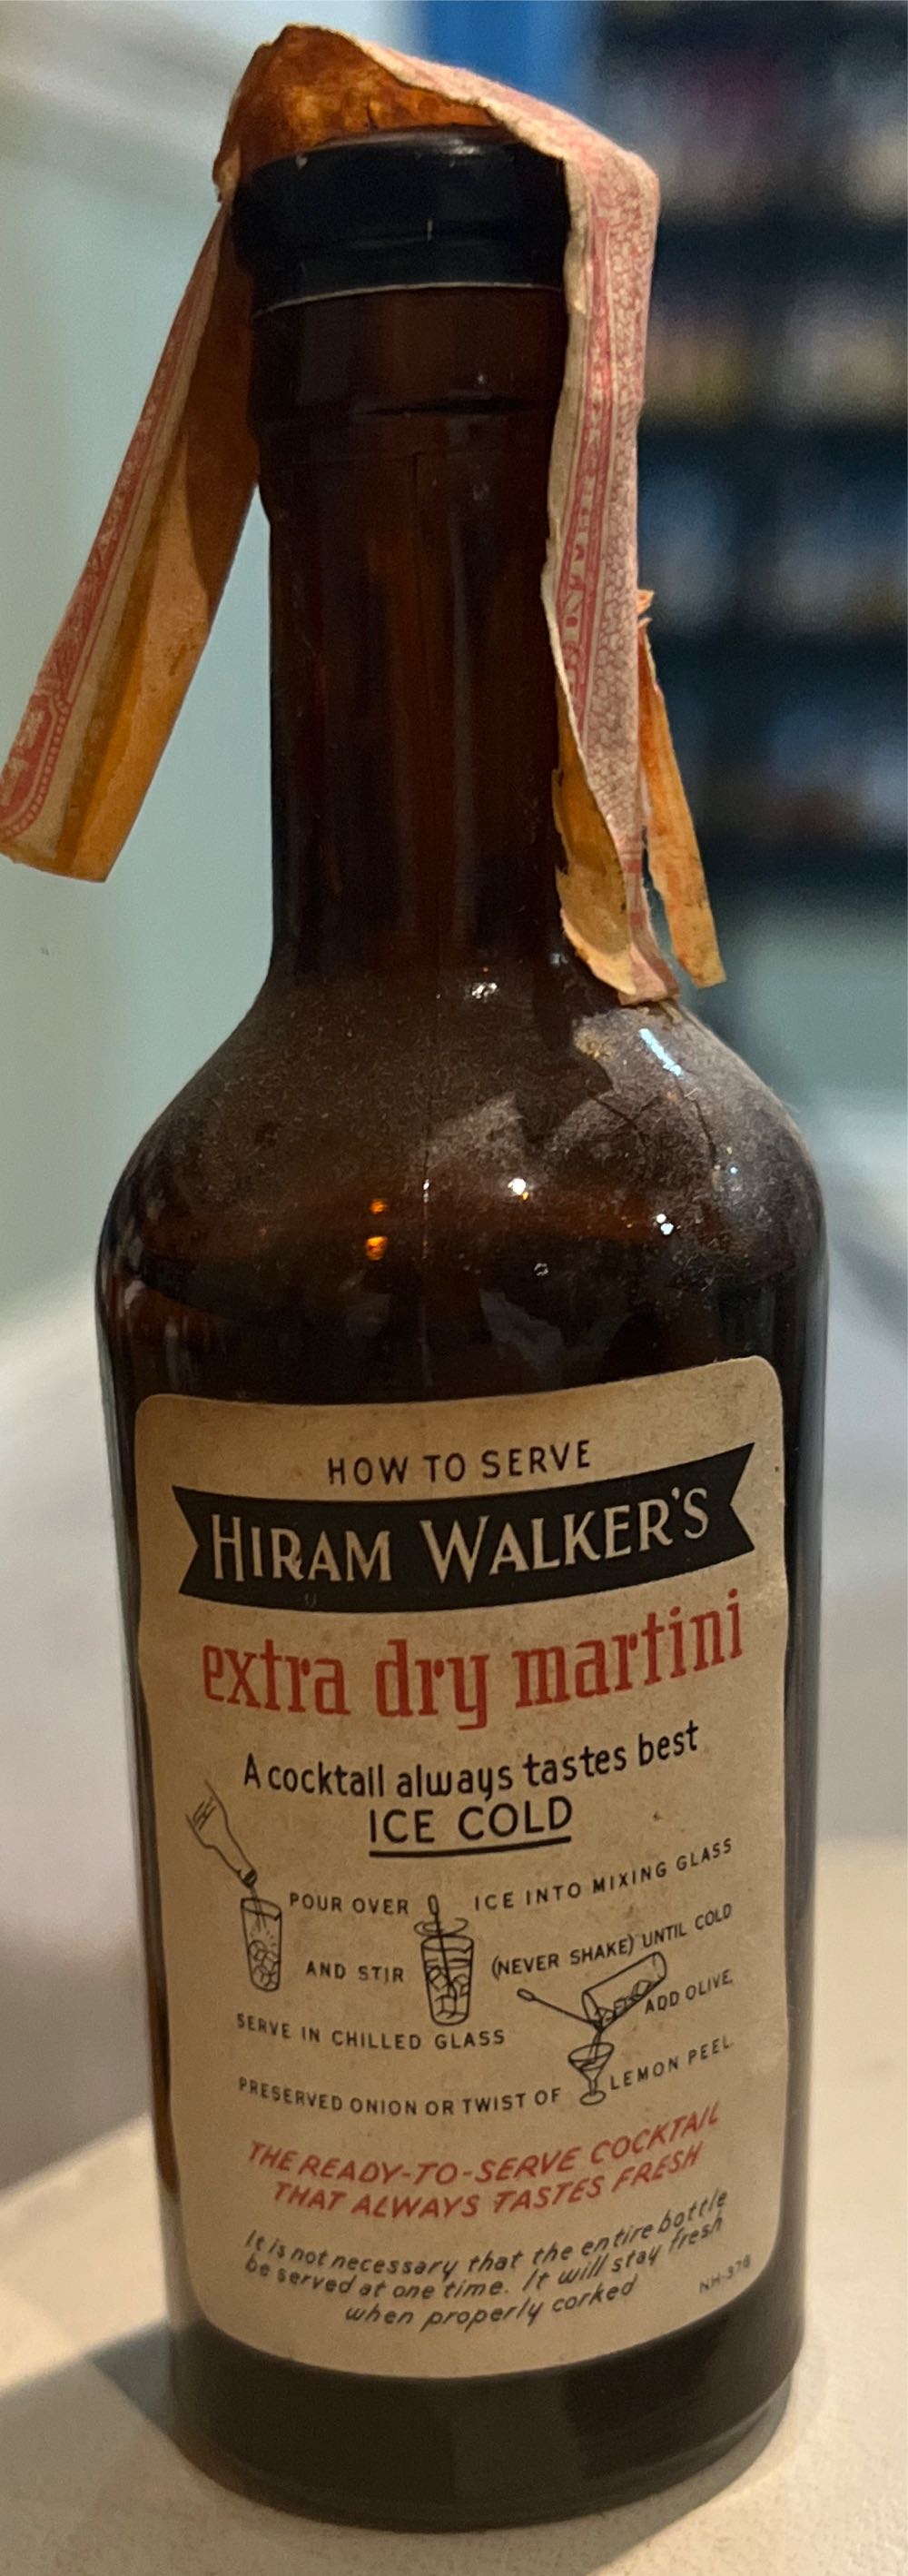 HOW TO SERVE
HIRAM WALKER'S
extra dry martini
A cocktail always tastes best
ICE COLD
POUR OVER ICE INTO MIXING GLASS
AND STIR (NEVER SHAKE) UNTIL COLD
SERVE IN CHILLED GLASS ADD OLIVE,
PRESERVED ONION OR TWIST OF LEMON PEEL.
THE READY-TO-SERVE COCKTAIL
THAT ALWAYS TASTES FRESH
It is not necessary that the entire bottle
be served at one time. It will stay fresh
when properly corked
NH-378